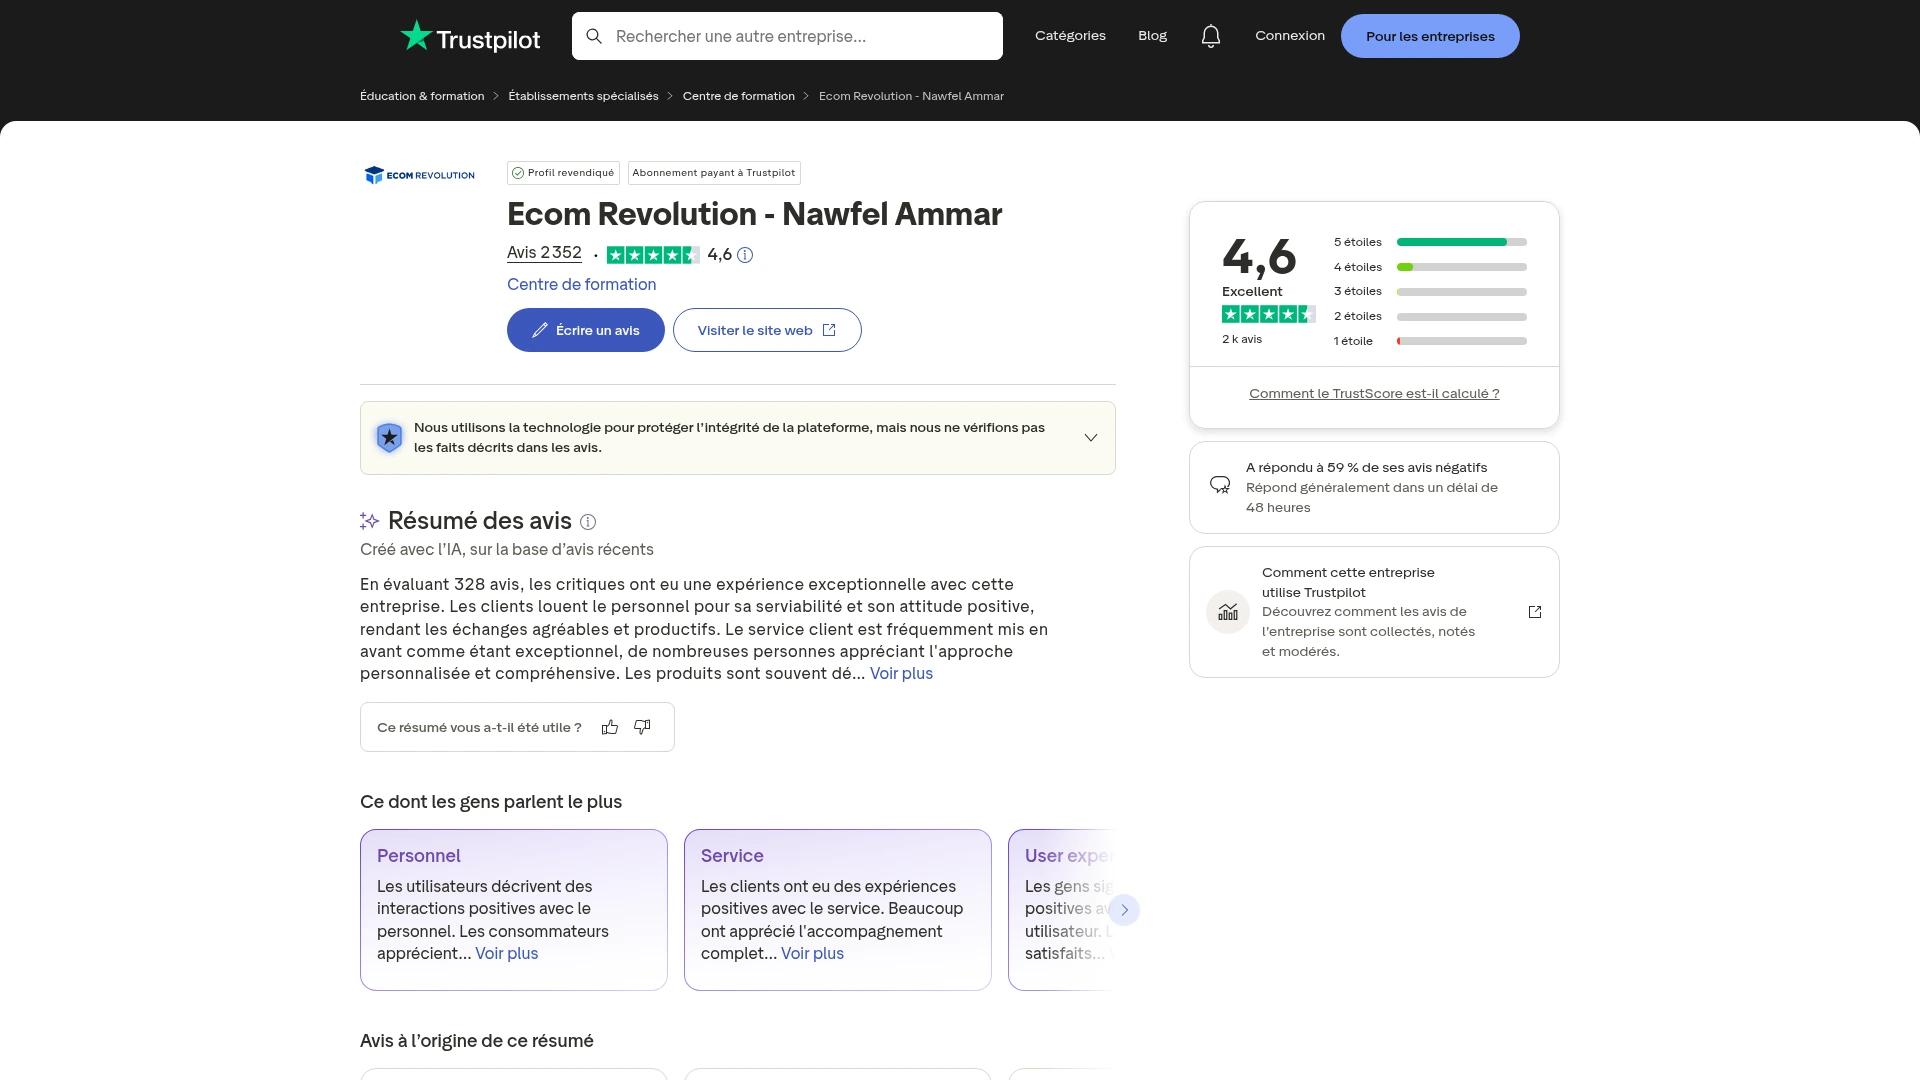 Trustpilot
Rechercher une autre entreprise...
Catégories
Blog
Connexion
Pour les entreprises
Éducation & formation
Établissements spécialisés
Centre de formation
Ecom Revolution - Nawfel Ammar
ECOM REVOLUTION
Profil revendiqué
Abonnement payant à Trustpilot
Ecom Revolution - Nawfel Ammar
Avis 2 352 • 4,6
Centre de formation
Écrire un avis
Visiter le site web
Nous utilisons la technologie pour protéger l’intégrité de la plateforme, mais nous ne vérifions pas
les faits décrits dans les avis.
Résumé des avis
Créé avec l’IA, sur la base d’avis récents
En évaluant 328 avis, les critiques ont eu une expérience exceptionnelle avec cette
entreprise. Les clients louent le personnel pour sa serviabilité et son attitude positive,
rendant les échanges agréables et productifs. Le service client est fréquemment mis en
avant comme étant exceptionnel, de nombreuses personnes appréciant l'approche
personnalisée et compréhensive. Les produits sont souvent dé... Voir plus
Ce résumé vous a-t-il été utile ?
Ce dont les gens parlent le plus
Personnel
Les utilisateurs décrivent des
interactions positives avec le
personnel. Les consommateurs
apprécient... Voir plus
Service
Les clients ont eu des expériences
positives avec le service. Beaucoup
ont apprécié l'accompagnement
complet... Voir plus
User exper
Les gens sig
positives av
utilisateur. L
satisfaits...
Avis à l’origine de ce résumé
4,6
Excellent
2 k avis
5 étoiles
4 étoiles
3 étoiles
2 étoiles
1 étoile
Comment le TrustScore est-il calculé ?
A répondu à 59 % de ses avis négatifs
Répond généralement dans un délai de
48 heures
Comment cette entreprise
utilise Trustpilot
Découvrez comment les avis de
l’entreprise sont collectés, notés
et modérés.